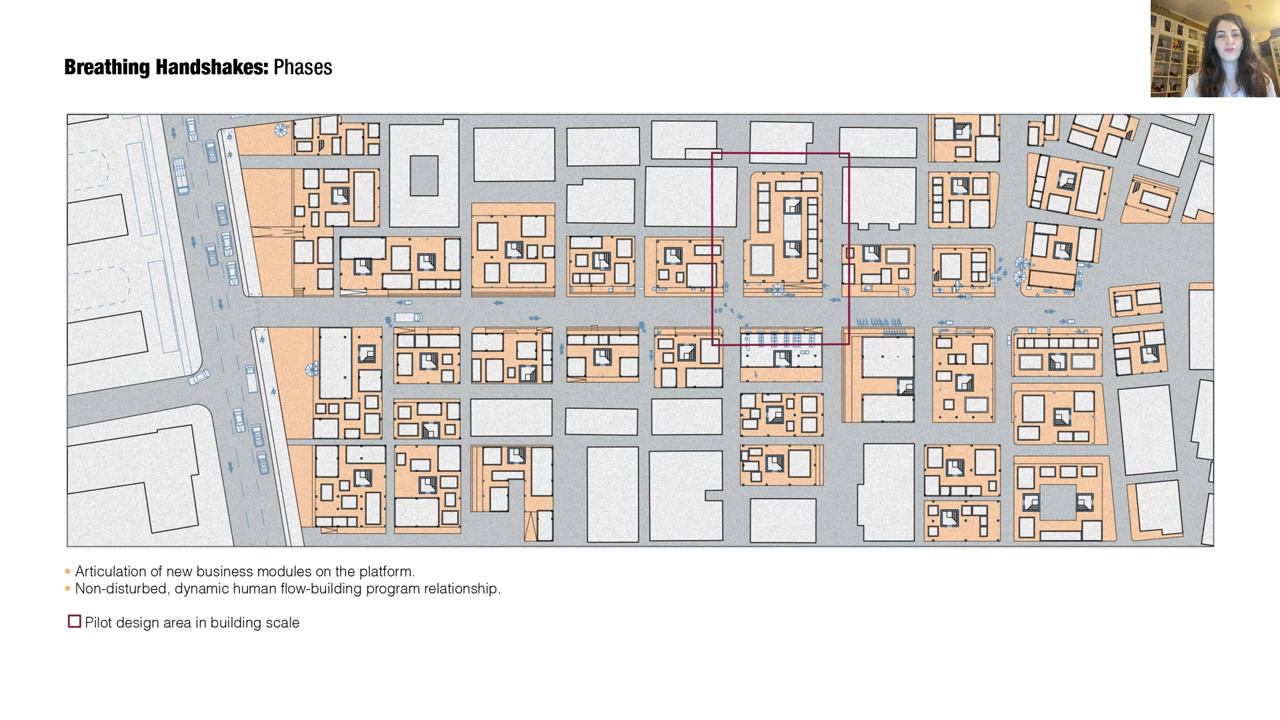 Breathing Handshakes: Phases
• Articulation of new business modules on the platform.
• Non-disturbed, dynamic human flow-building program relationship.
Pilot design area in building scale